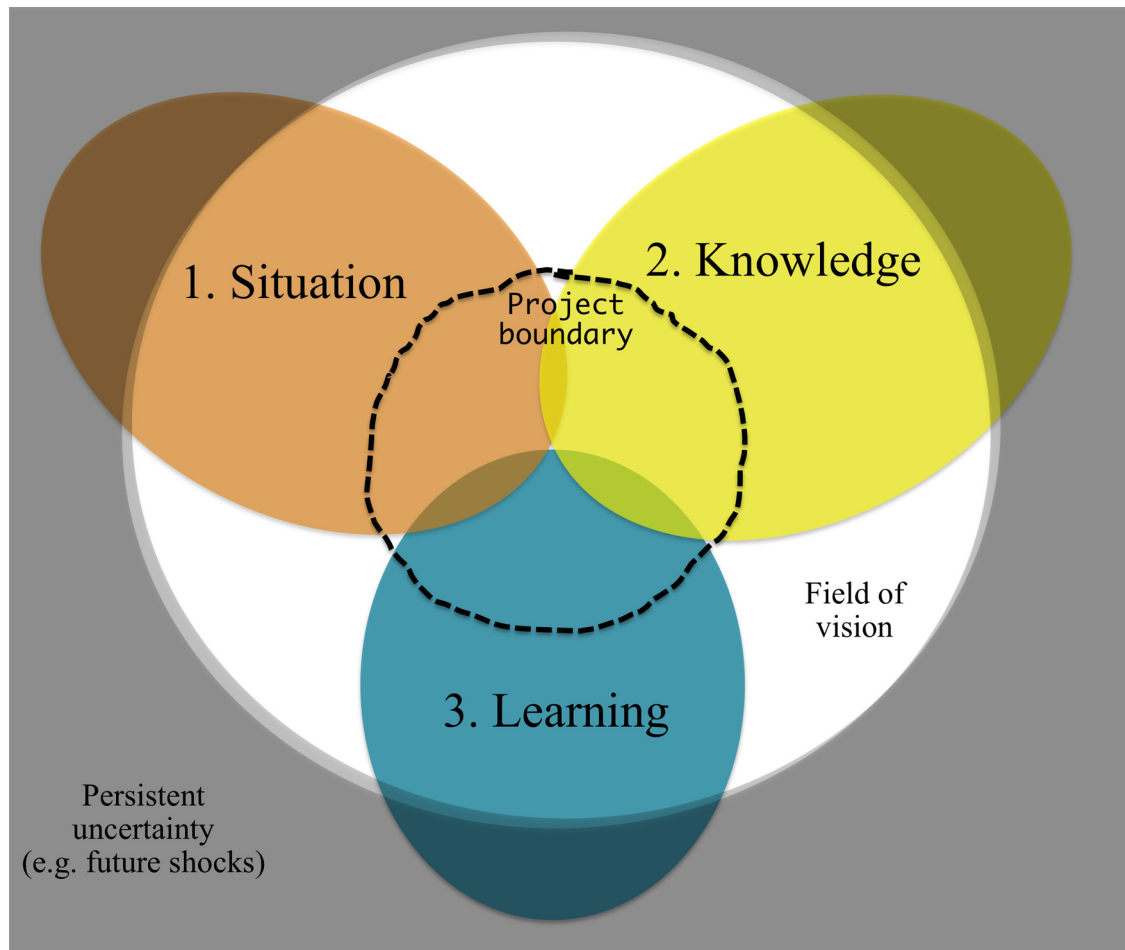 1. Situation
2. Knowledge
Project
boundary
Field of
vision
3. Learning
Persistent
uncertainty
(e.g. future shocks)